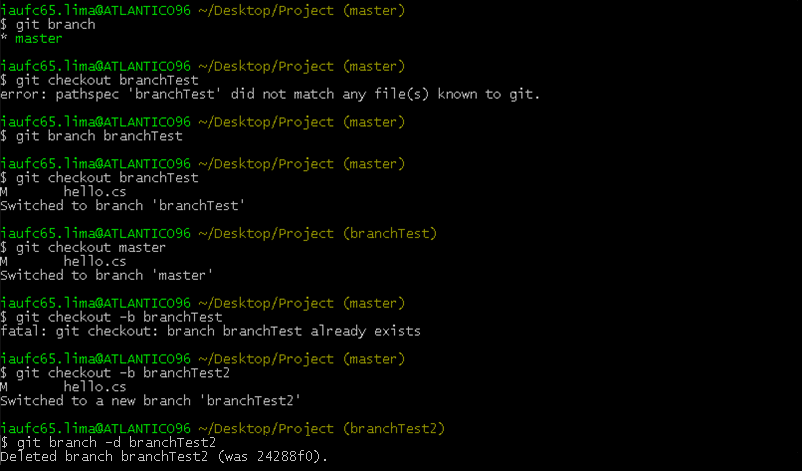 iaufc65.lima@ATLANTICO96 ~/Desktop/Project (master)
$ git branch
* master
iaufc65.lima@ATLANTICO96 ~/Desktop/Project (master)
$ git checkout branchTest
error: pathspec 'branchTest' did not match any file(s) known to git.
iaufc65.lima@ATLANTICO96 ~/Desktop/Project (master)
$ git branch branchTest
iaufc65.lima@ATLANTICO96 ~/Desktop/Project (master)
$ git checkout branchTest
M       hello.cs
Switched to branch 'branchTest'
iaufc65.lima@ATLANTICO96 ~/Desktop/Project (branchTest)
$ git checkout master
M       hello.cs
Switched to branch 'master'
iaufc65.lima@ATLANTICO96 ~/Desktop/Project (master)
$ git checkout -b branchTest
fatal: git checkout: branch branchTest already exists
iaufc65.lima@ATLANTICO96 ~/Desktop/Project (master)
$ git checkout -b branchTest2
M       hello.cs
Switched to a new branch 'branchTest2'
iaufc65.lima@ATLANTICO96 ~/Desktop/Project (branchTest2)
$ git branch -d branchTest2
Deleted branch branchTest2 (was 24288f0).